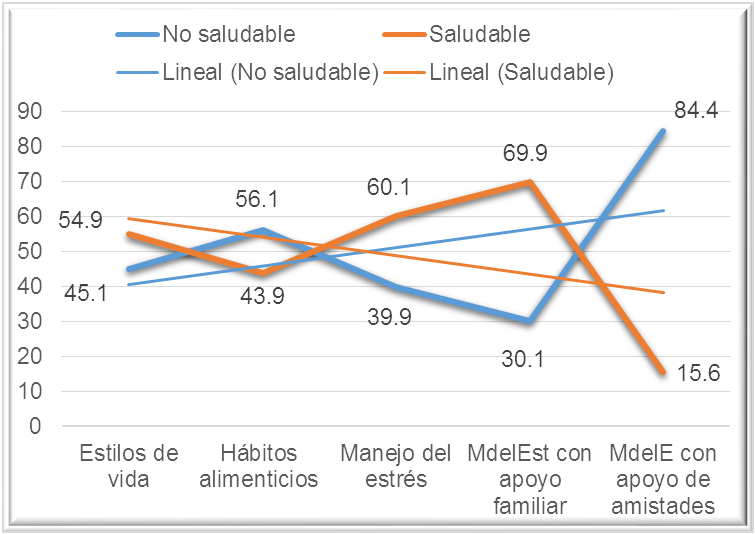 No saludable
Saludable
Lineal (No saludable)
Lineal (Saludable)
90
80
70
60
50
40
30
20
10
0
54.9
45.1
56.1
43.9
60.1
39.9
69.9
30.1
84.4
15.6
Estilos de
vida
Hábitos
alimenticios
Manejo del
estrés
MdelEst con
apoyo
familiar
MdelE con
apoyo de
amistades